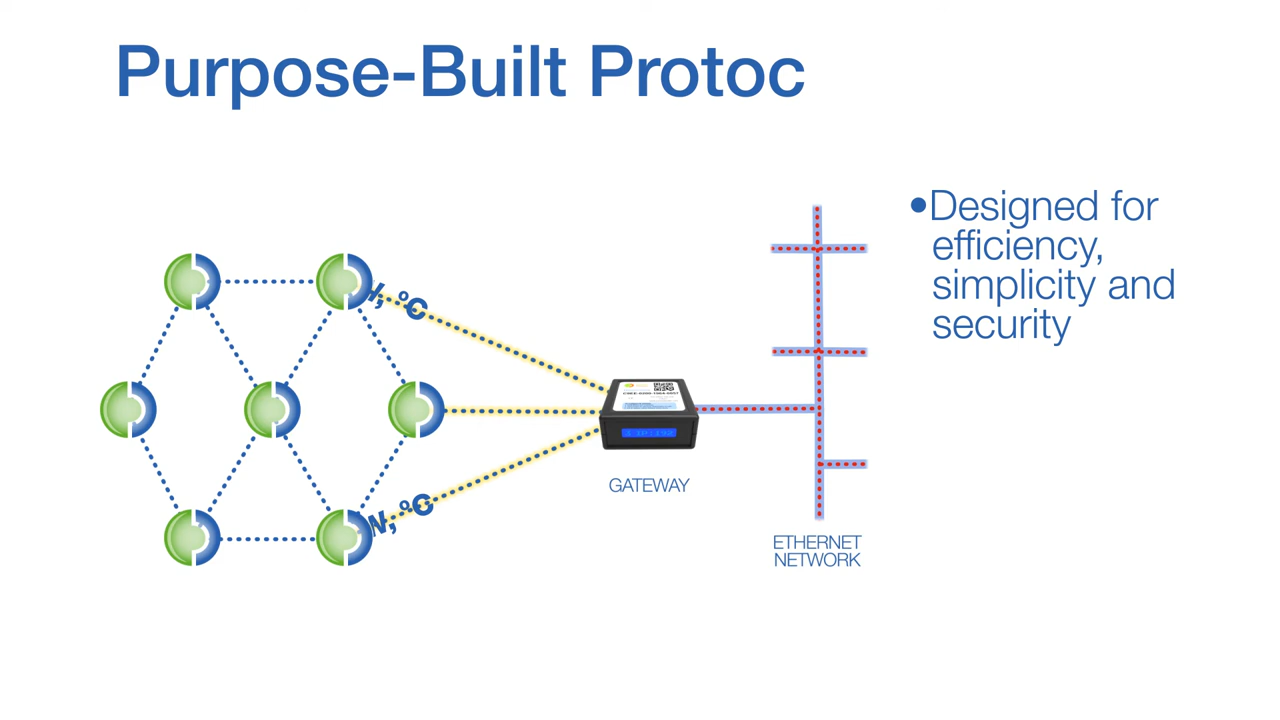 Purpose-Built Protoc
•Designed for
efficiency,
simplicity and
security
, °C
, °C
GATEWAY
ETHERNET
NETWORK